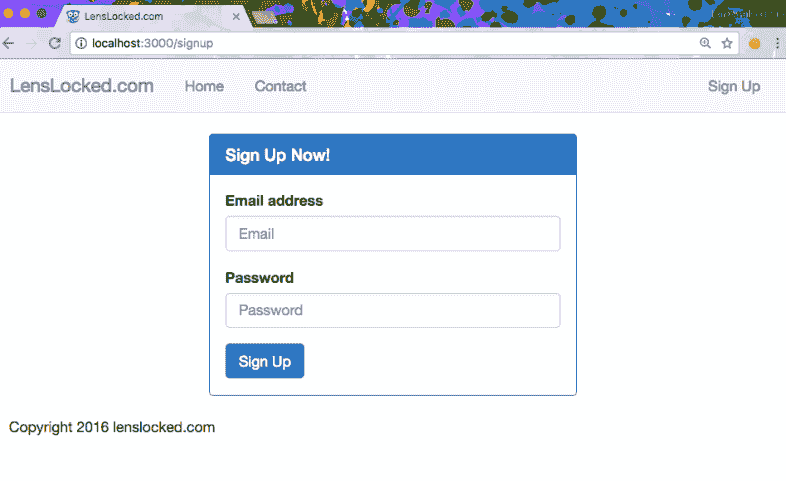 LensLocked.com
localhost:3000/signup
LensLocked.com Home Contact Sign Up
Sign Up Now!
Email address
Email
Password
Password
Sign Up
Copyright 2016 lenslocked.com